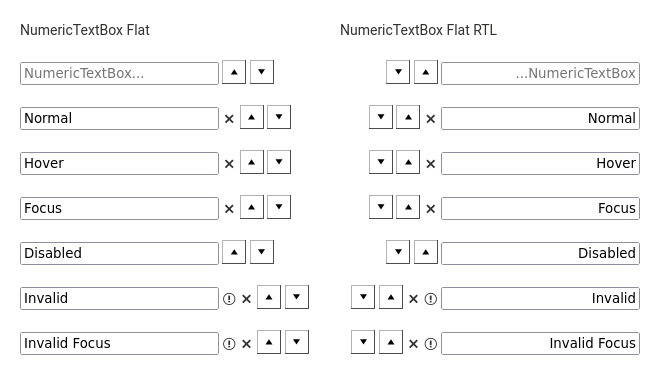 NumericTextBox Flat
NumericTextBox...
Normal
Hover
Focus
Disabled
Invalid
Invalid Focus
NumericTextBox Flat RTL
...NumericTextBox
Normal
Hover
Focus
Disabled
Invalid
Invalid Focus